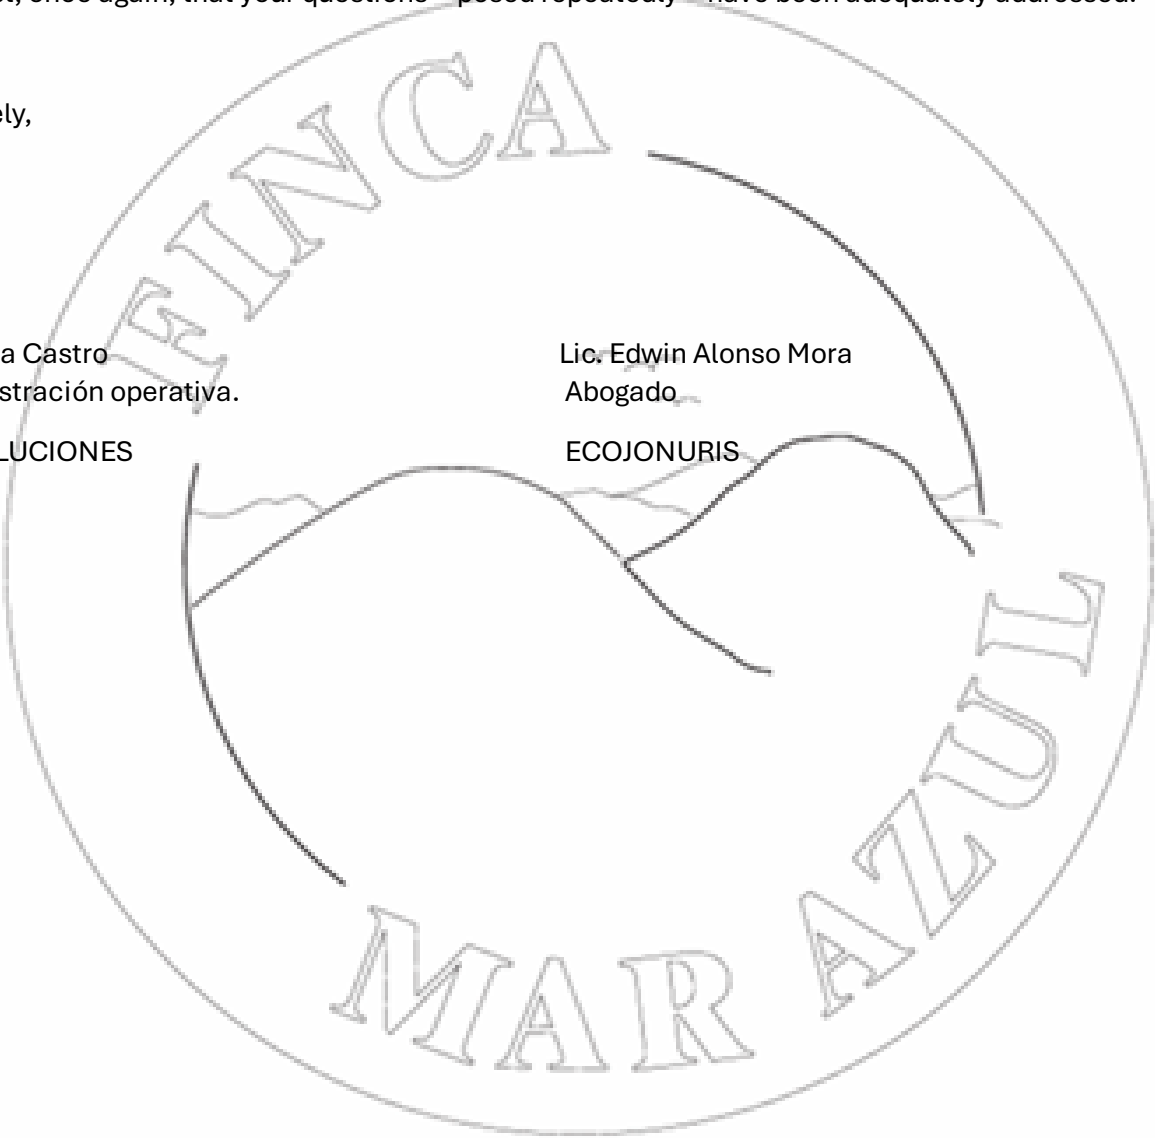 , once again, that your questions—posed repeatedly—have been adequately addressed.
ely,
a Castro Lic. Edwin Alonso Mora
stración operativa. Abogado
LUCIONES ECOJONURIS
FINCA
MAR AZUL